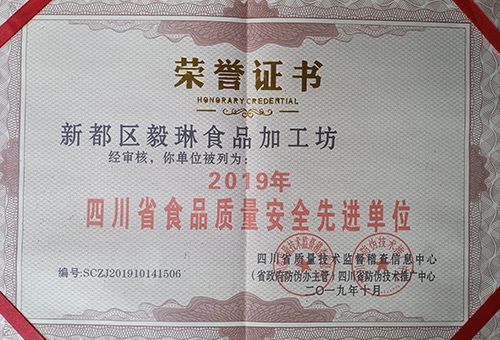 荣誉证书
HONORARY CREDENTIAL
新都区毅琳食品加工坊
经审核，你单位被列为：
2019年
四川省食品质量安全先进单位
四川省质量技术监督稽查信息中心
编号:SCZJ201910141506
(省政府防伪办主管)四川省防伪技术推广中心
二〇一九年十月